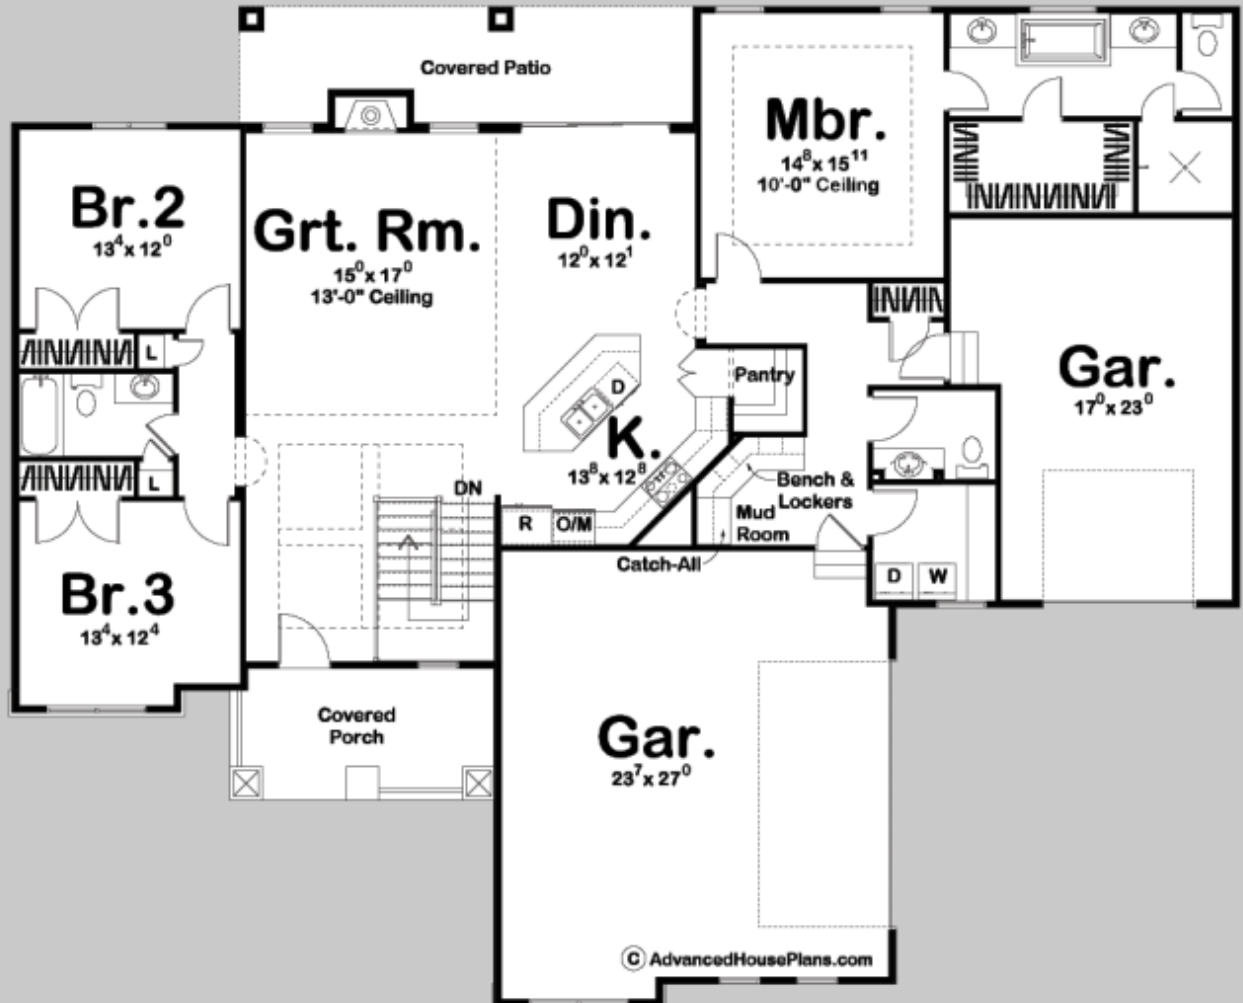 Covered Patio
Mbr.
14⁸ x 15¹¹
10'-0" Ceiling
Br.2
13⁴ x 12⁰
Grt. Rm.
15⁰ x 17⁰
13'-0" Ceiling
Din.
12⁰ x 12¹
L
Pantry
Gar.
17⁰ x 23⁰
D
K.
13⁸ x 12⁸
L
DN
R
O/M
Bench &
Lockers
Mud
Room
Catch-All
D
W
Br.3
13⁴ x 12⁴
Covered
Porch
Gar.
23⁷ x 27⁰
© AdvancedHousePlans.com